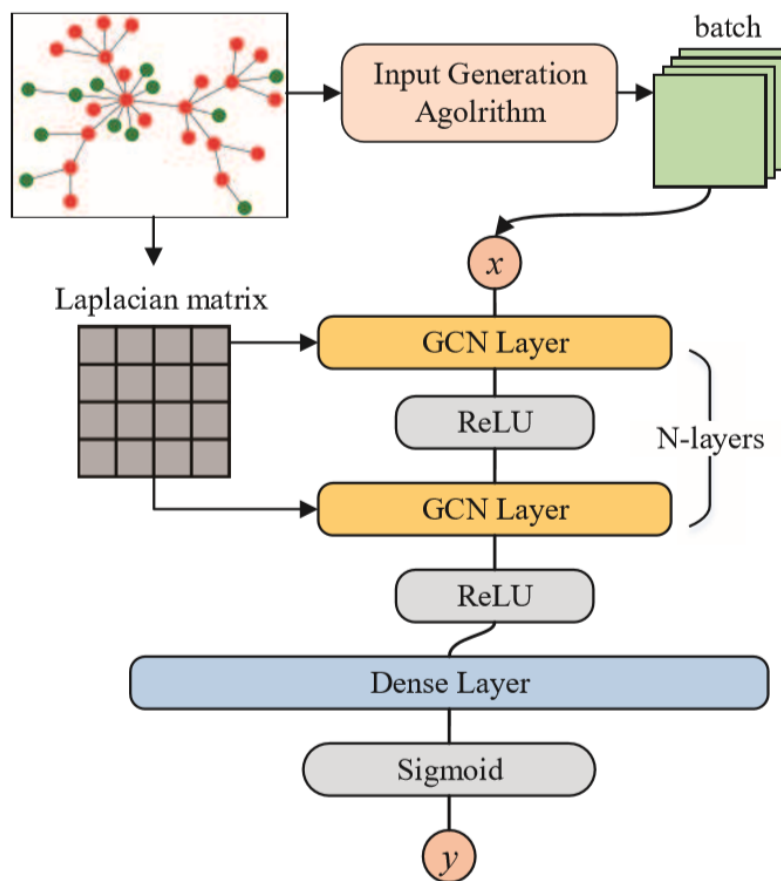 batch
Input Generation
Agolrithm
x
Laplacian matrix
GCN Layer
ReLU
N-layers
GCN Layer
ReLU
Dense Layer
Sigmoid
y